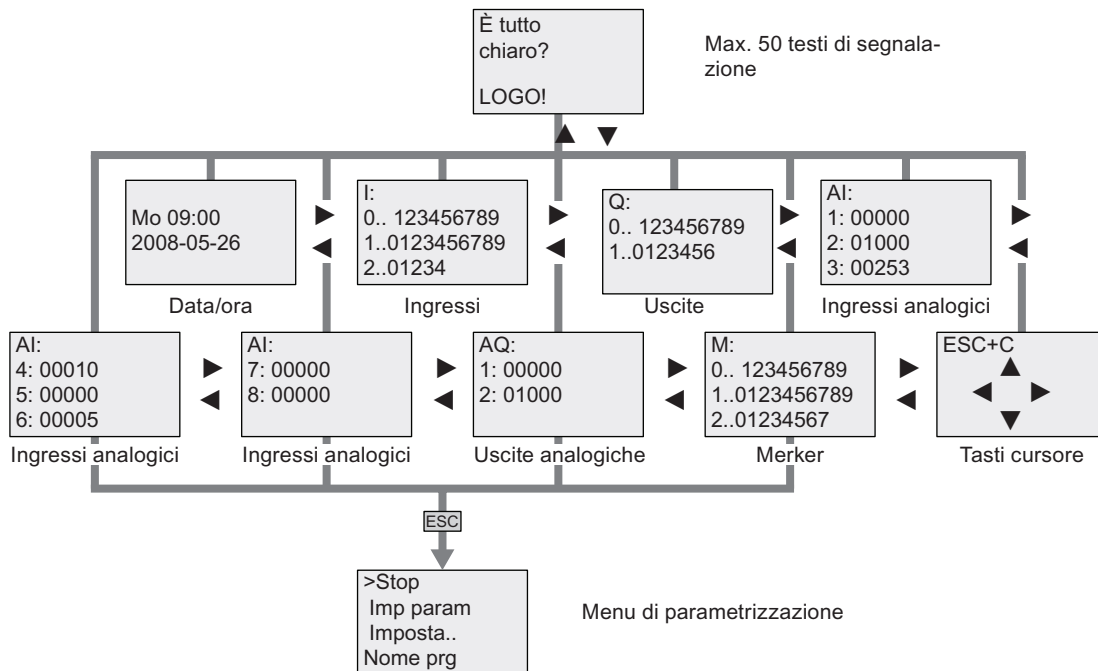 È tutto
chiaro?
LOGO!
Max. 50 testi di segnala-
zione
Mo 09:00
2008-05-26
Data/ora
I:
0.. 123456789
1..0123456789
2..01234
Ingressi
Q:
0.. 123456789
1..0123456
Uscite
AI:
1: 00000
2: 01000
3: 00253
Ingressi analogici
AI:
4: 00010
5: 00000
6: 00005
Ingressi analogici
AI:
7: 00000
8: 00000
Ingressi analogici
AQ:
1: 00000
2: 01000
Uscite analogiche
M:
0.. 123456789
1..0123456789
2..01234567
Merker
ESC+C
Tasti cursore
ESC
>Stop
Imp param
Imposta..
Nome prg
Menu di parametrizzazione